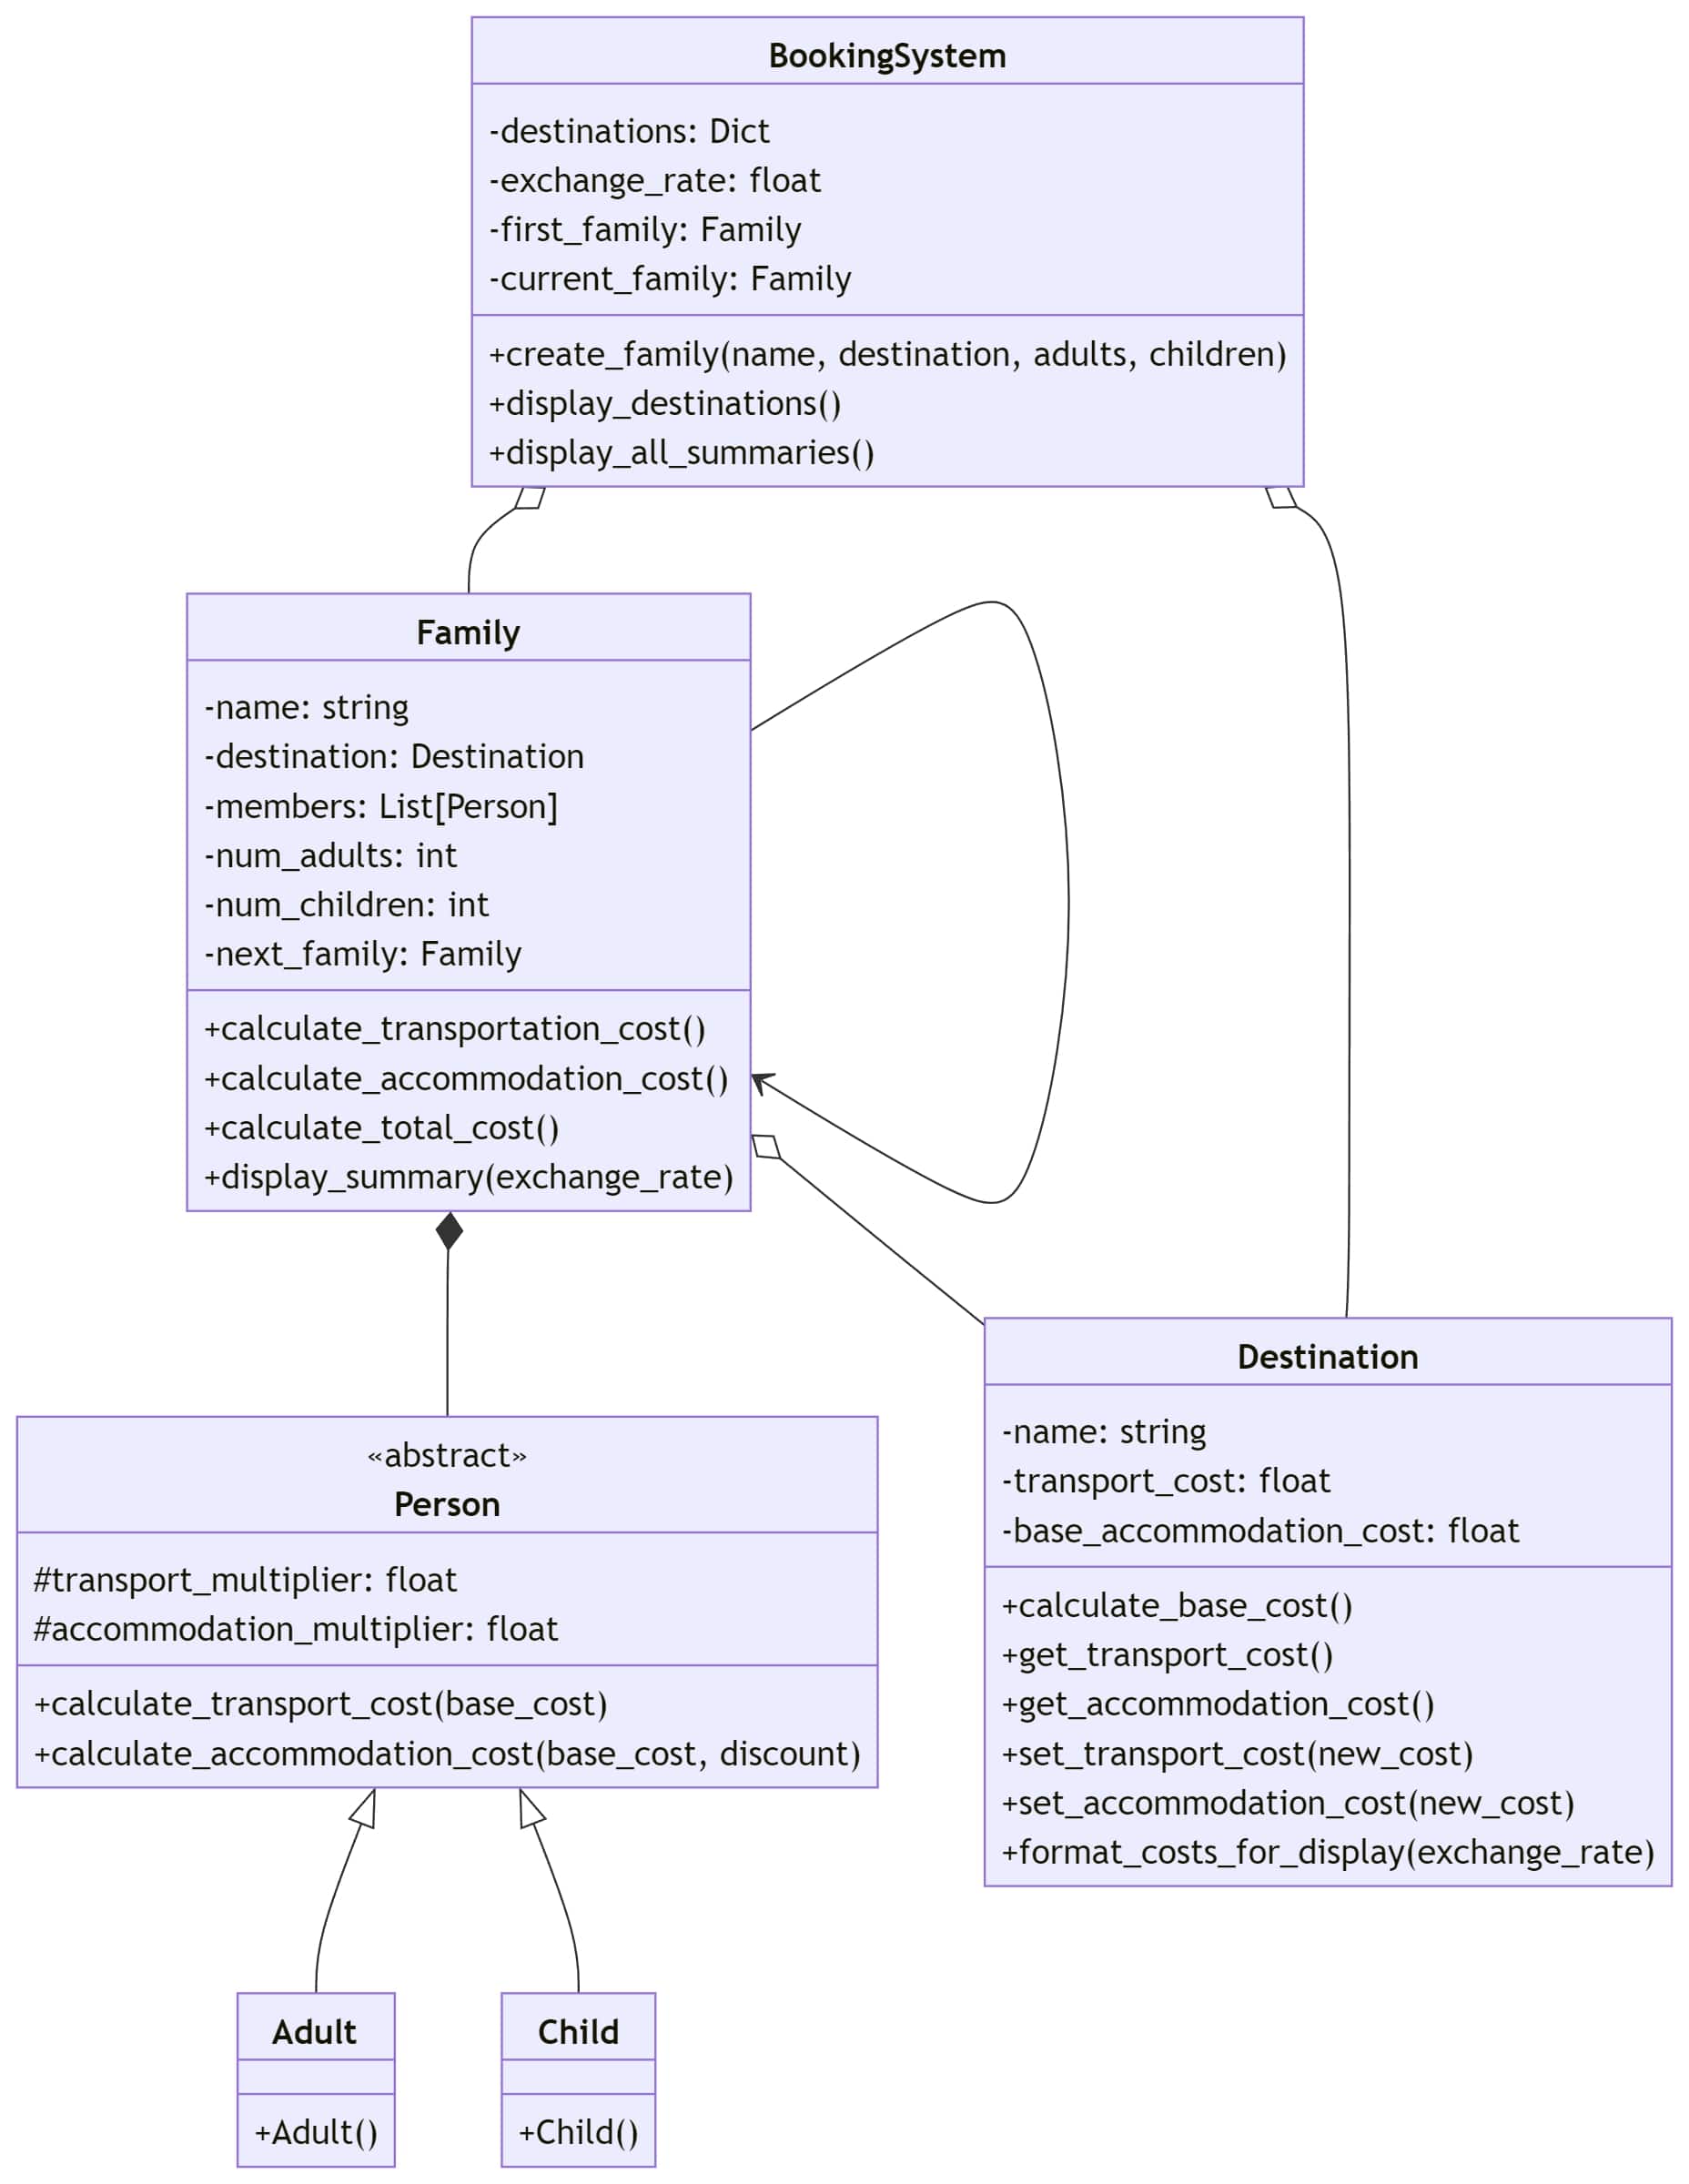 BookingSystem
-destinations: Dict
-exchange_rate: float
-first_family: Family
-current_family: Family
+create_family(name, destination, adults, children)
+display_destinations()
+display_all_summaries()
Family
-name: string
-destination: Destination
-members: List[Person]
-num_adults: int
-num_children: int
-next_family: Family
+calculate_transportation_cost()
+calculate_accommodation_cost()
+calculate_total_cost()
+display_summary(exchange_rate)
Destination
-name: string
-transport_cost: float
-base_accommodation_cost: float
+calculate_base_cost()
+get_transport_cost()
+get_accommodation_cost()
+set_transport_cost(new_cost)
+set_accommodation_cost(new_cost)
+format_costs_for_display(exchange_rate)
«abstract»
Person
#transport_multiplier: float
#accommodation_multiplier: float
+calculate_transport_cost(base_cost)
+calculate_accommodation_cost(base_cost, discount)
Adult
+Adult()
Child
+Child()